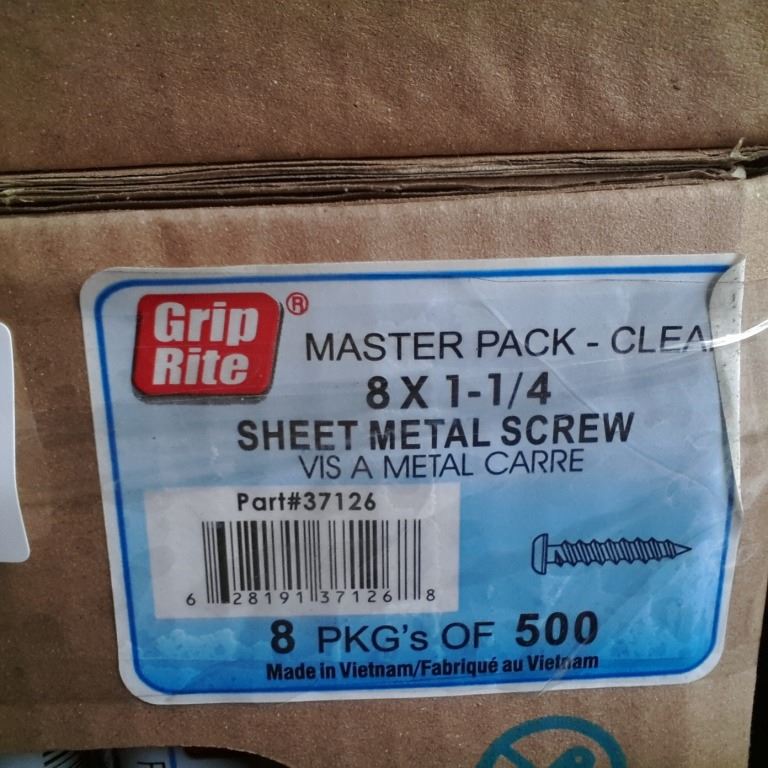 Grip
Rite ®
MASTER PACK - CLEA
8 X 1-1/4
SHEET METAL SCREW
VIS A METAL CARRE
Part#37126
6 28191 37126 8
8 PKG's OF 500
Made in Vietnam/Fabriqué au Vietnam